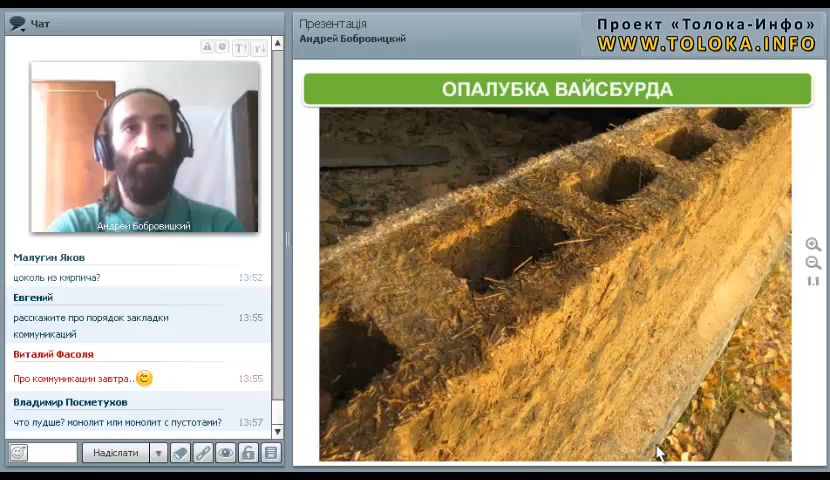 Чат
Андрей Бобровицкий
Малугин Яков
цоколь из кирпича?
13:52
Евгений
расскажите про порядок закладки
коммуникаций
13:55
Виталий Фасоля
Про коммуникации завтра..
13:55
Владимир Посметухов
что лудше? монолит или монолит с пустотами?
13:57
Надіслати
Презентація
Андрей Бобровицкий
Проект «Толока-Инфо»
WWW.TOLOKA.INFO
ОПАЛУБКА ВАЙСБУРДА
1:1